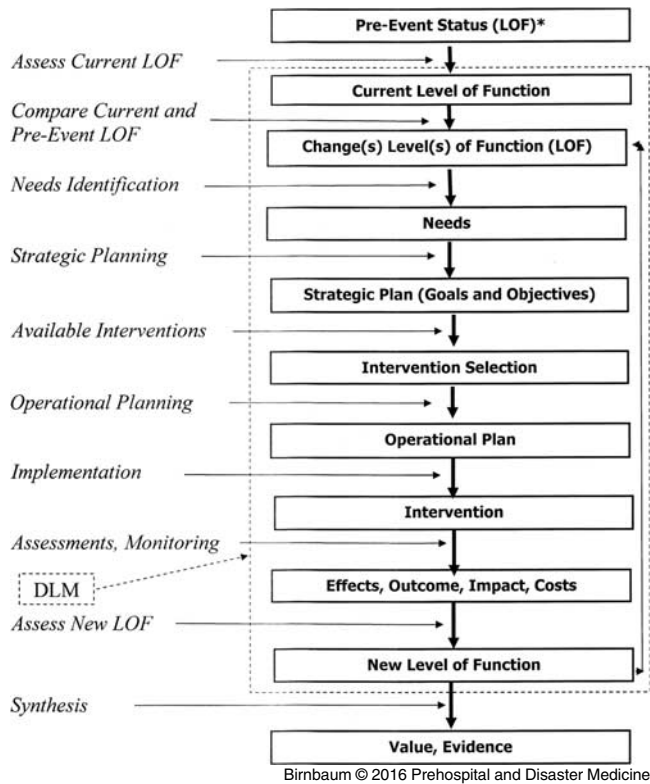 Pre-Event Status (LOF)*
Assess Current LOF
Current Level of Function
Compare Current and
Pre-Event LOF
Change(s) Level(s) of Function (LOF)
Needs Identification
Needs
Strategic Planning
Strategic Plan (Goals and Objectives)
Available Interventions
Intervention Selection
Operational Planning
Operational Plan
Implementation
Intervention
Assessments, Monitoring
Effects, Outcome, Impact, Costs
DLM
Assess New LOF
New Level of Function
Synthesis
Value, Evidence
Birnbaum © 2016 Prehospital and Disaster Medicine